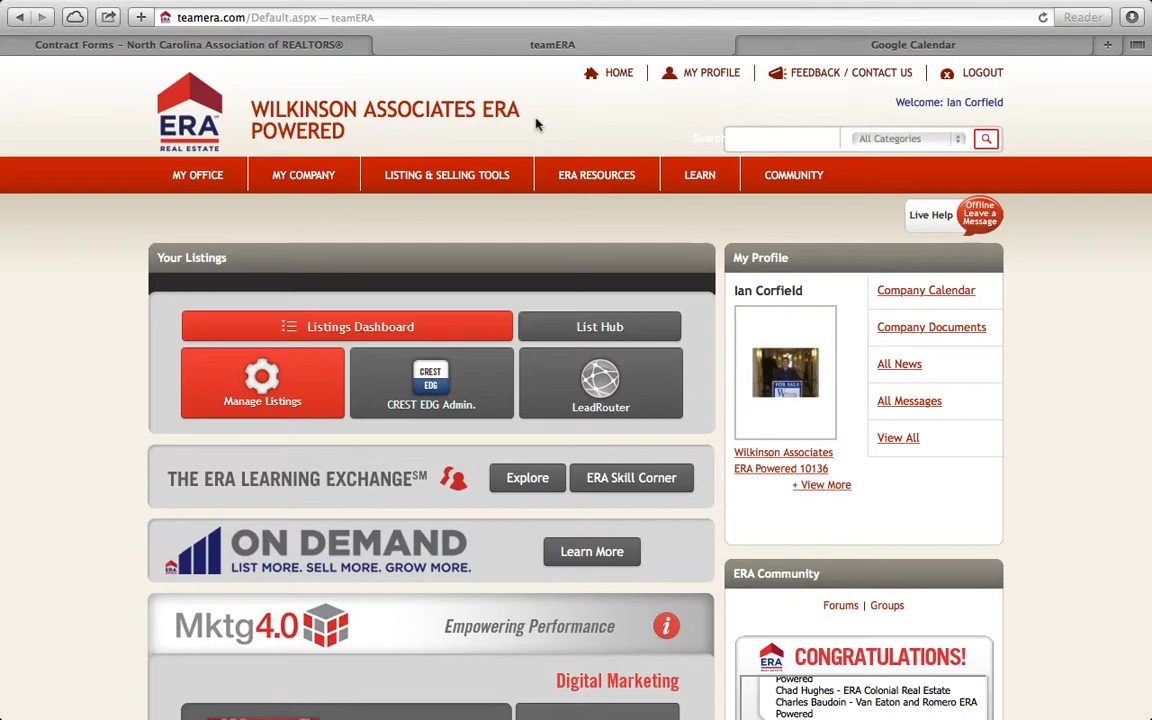 teamera.com/Default.aspx — teamERA
Reader
Contract Forms – North Carolina Association of REALTORS®
teamERA
Google Calendar
HOME
MY PROFILE
FEEDBACK / CONTACT US
LOGOUT
Welcome: Ian Corfield
ERA
REAL ESTATE
WILKINSON ASSOCIATES ERA
POWERED
Search
All Categories
MY OFFICE
MY COMPANY
LISTING & SELLING TOOLS
ERA RESOURCES
LEARN
COMMUNITY
Live Help
Offline
Leave a
Message
Your Listings
Listings Dashboard
List Hub
Manage Listings
CREST
EDG
CREST EDG Admin.
LeadRouter
THE ERA LEARNING EXCHANGE℠
Explore
ERA Skill Corner
ON DEMAND
LIST MORE. SELL MORE. GROW MORE.
Learn More
Mktg4.0
Empowering Performance
i
Digital Marketing
My Profile
Ian Corfield
FOR SALE
Wilkinson Associates
ERA Powered 10136
+ View More
Company Calendar
Company Documents
All News
All Messages
View All
ERA Community
Forums | Groups
ERA
CONGRATULATIONS!
Powered
Chad Hughes - ERA Colonial Real Estate
Charles Baudoin - Van Eaton and Romero ERA
Powered